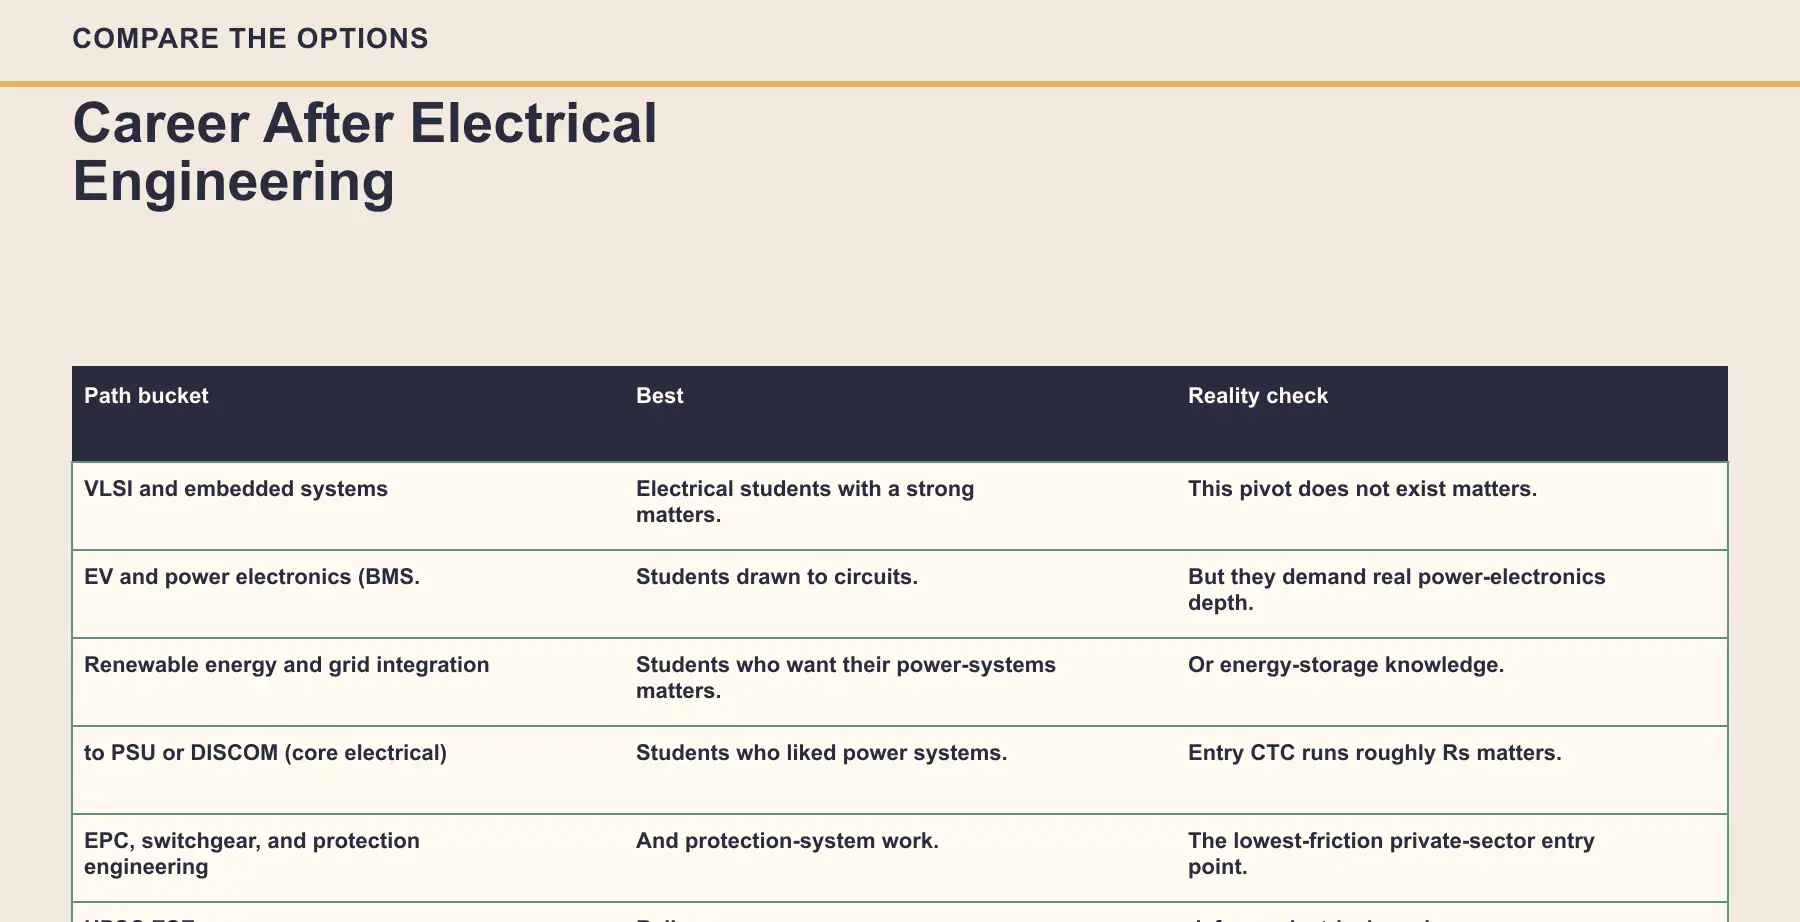 COMPARE THE OPTIONS
Career After Electrical
Engineering
Path bucket
Best
Reality check
VLSI and embedded systems
Electrical students with a strong
matters.
This pivot does not exist matters.
EV and power electronics (BMS.
Students drawn to circuits.
But they demand real power-electronics
depth.
Renewable energy and grid integration
Students who want their power-systems
matters.
Or energy-storage knowledge.
to PSU or DISCOM (core electrical)
Students who liked power systems.
Entry CTC runs roughly Rs matters.
EPC, switchgear, and protection
engineering
And protection-system work.
The lowest-friction private-sector entry
point.